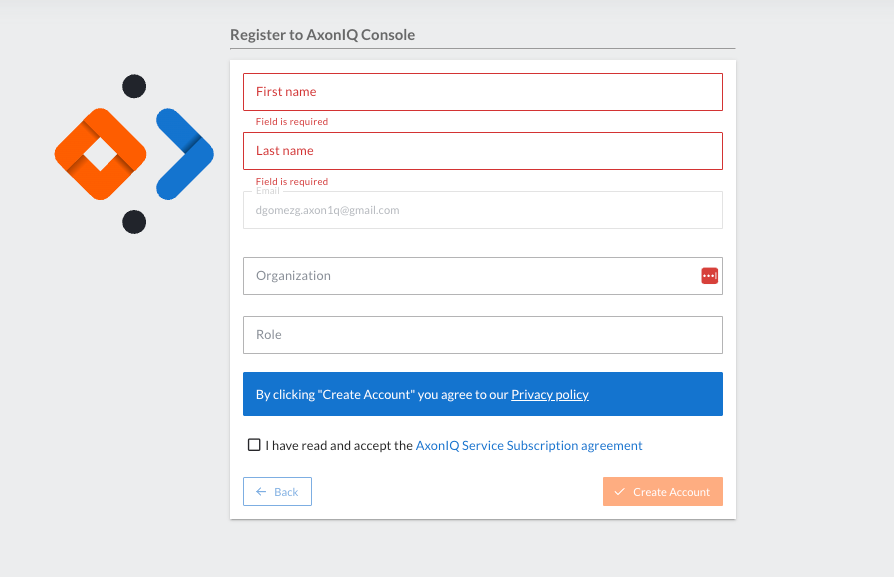 Register to AxonIQ Console
First name
Field is required
Last name
Field is required
Email
dgomezg.axon1q@gmail.com
Organization
Role
By clicking "Create Account" you agree to our Privacy policy
I have read and accept the AxonIQ Service Subscription agreement
Back
Create Account